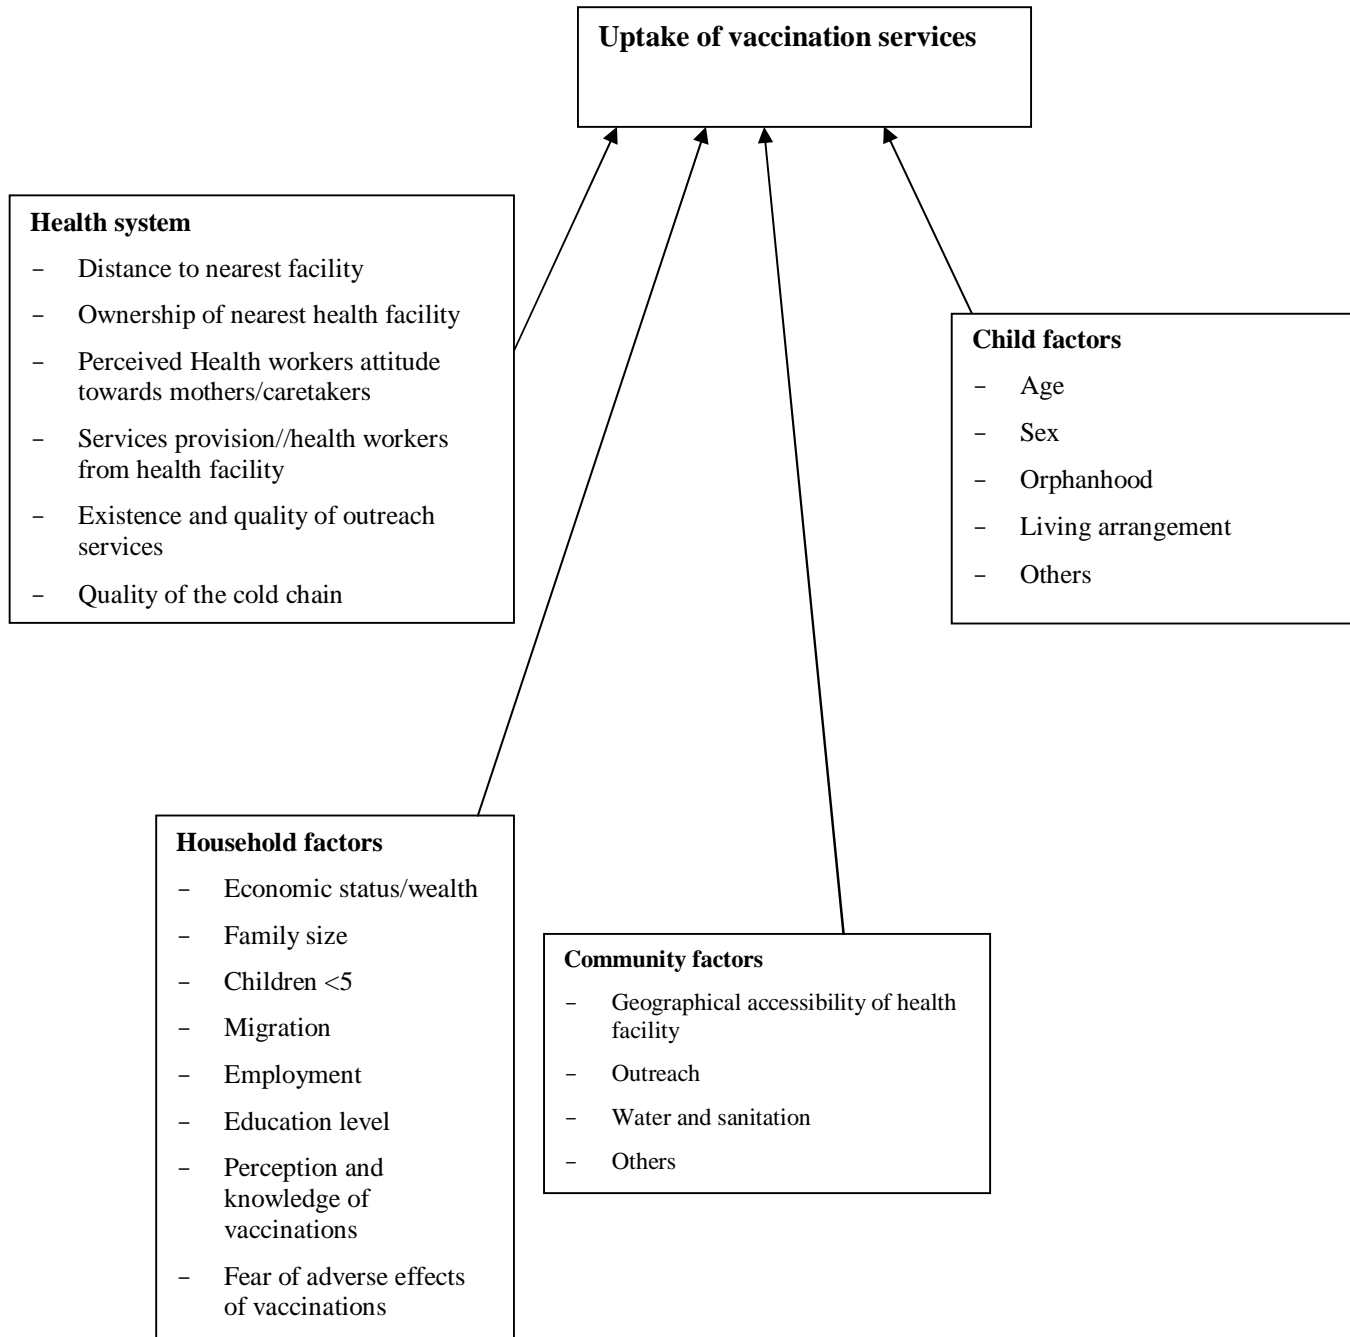 Uptake of vaccination services
Health system
- Distance to nearest facility
- Ownership of nearest health facility
- Perceived Health workers attitude
towards mothers/caretakers
- Services provision//health workers
from health facility
- Existence and quality of outreach
services
- Quality of the cold chain
Child factors
- Age
- Sex
- Orphanhood
- Living arrangement
- Others
Household factors
- Economic status/wealth
- Family size
- Children <5
- Migration
- Employment
- Education level
- Perception and
knowledge of
vaccinations
- Fear of adverse effects
of vaccinations
Community factors
- Geographical accessibility of health
facility
- Outreach
- Water and sanitation
- Others